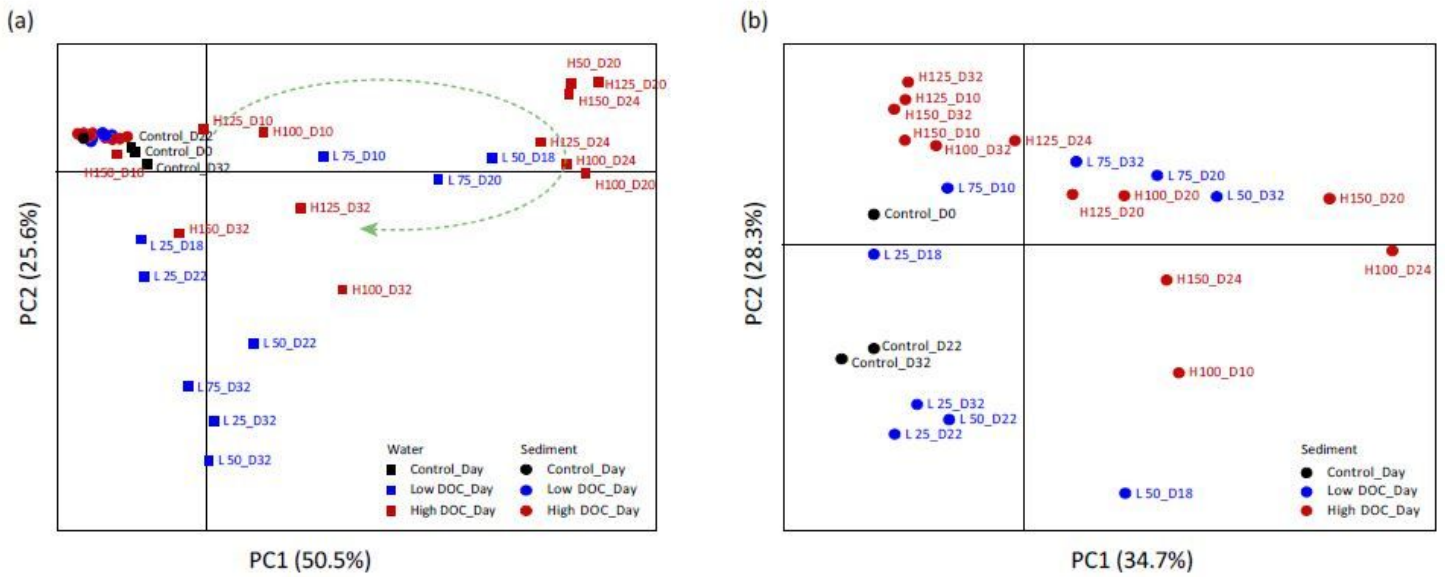 (a)
H50_D20
H125_D20
H150_D24
H125_D10
H100_D10
Control_D22
Control_D0
Control_D32
L 75_D10
L 50_D18
H125_D24
H100_D24
H100_D20
L 75_D20
H125_D32
H150_D32
L 25_D18
L 25_D22
H100_D32
L 50_D22
L 75_D32
L 25_D32
L 50_D32
Water
Control_Day
Low DOC_Day
High DOC_Day
Sediment
Control_Day
Low DOC_Day
High DOC_Day
PC2 (25.6%)
PC1 (50.5%)
(b)
H125_D32
H125_D10
H150_D32
H150_D10
H100_D32
H125_D24
L 75_D32
L 75_D20
L 75_D10
H125_D20
H100_D20
L 50_D32
H150_D20
Control_D0
L 25_D18
H100_D24
H150_D24
Control_D22
Control_D32
H100_D10
L 25_D32
L 50_D22
L 25_D22
L 50_D18
Sediment
Control_Day
Low DOC_Day
High DOC_Day
PC2 (28.3%)
PC1 (34.7%)